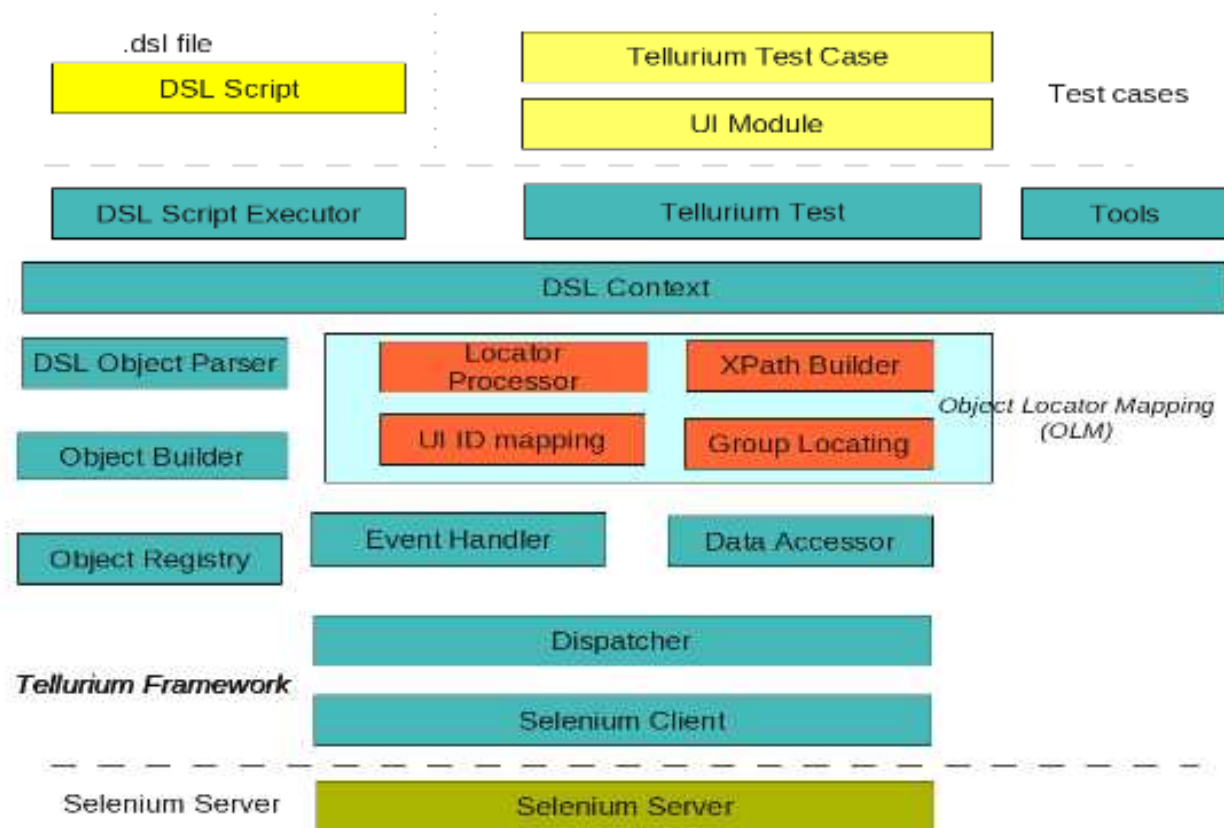 .dsl file
DSL Script
Tellurium Test Case
UI Module
Test cases
DSL Script Executor
Tellurium Test
Tools
DSL Context
DSL Object Parser
Locator
Processor
XPath Builder
Object Locator Mapping
(OLM)
UI ID mapping
Group Locating
Object Builder
Event Handler
Data Accessor
Object Registry
Dispatcher
Tellurium Framework
Selenium Client
Selenium Server
Selenium Server